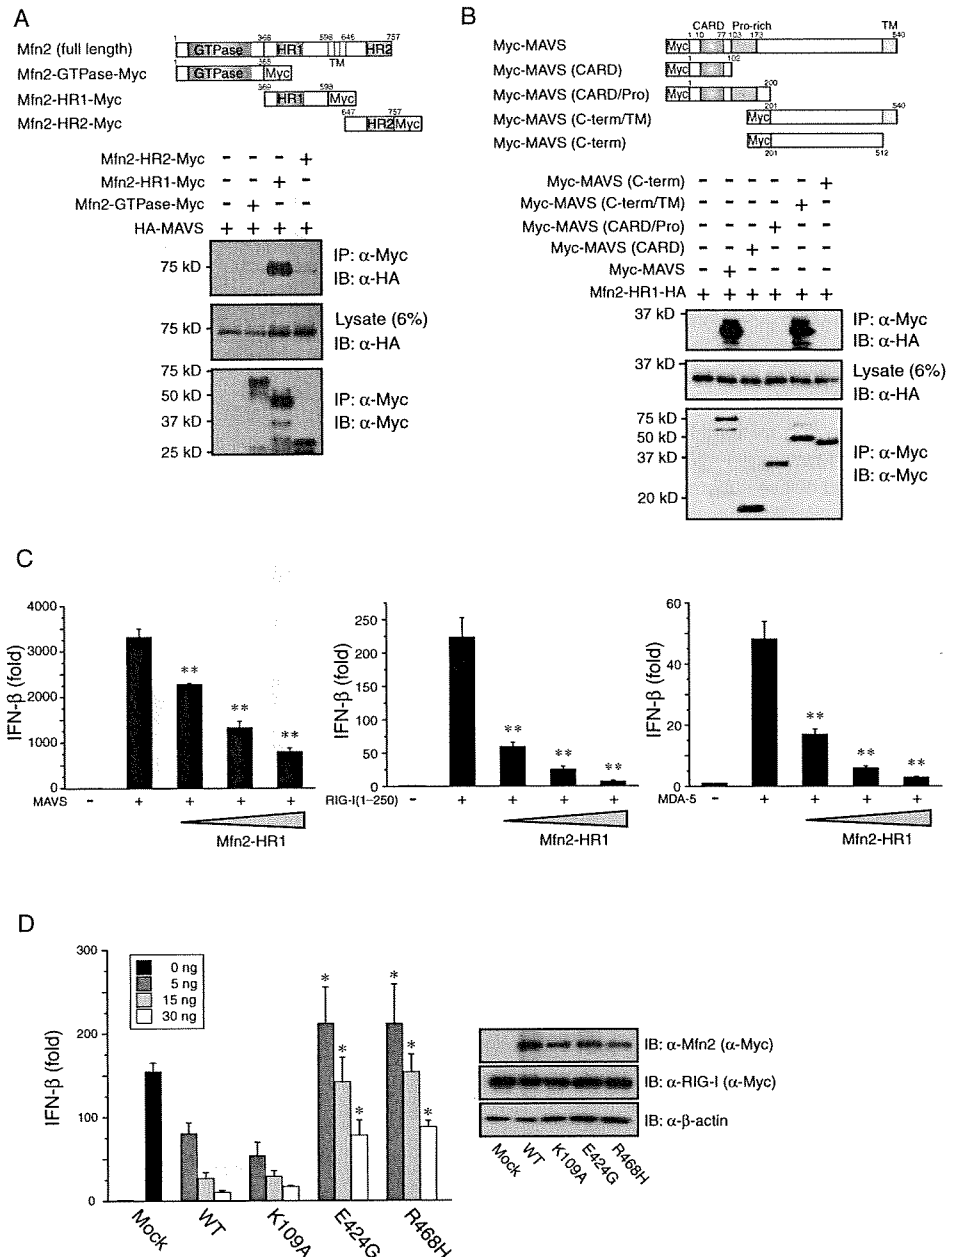 A
1 366 598 646 757
Mfn2 (full length) GTPase HR1 HR2
365 TM
Mfn2-GTPase-Myc GTPase Myc
369 598
Mfn2-HR1-Myc HR1 Myc
647 757
Mfn2-HR2-Myc HR2 Myc
Mfn2-HR2-Myc - - - +
Mfn2-HR1-Myc - - + -
Mfn2-GTPase-Myc - + - -
HA-MAVS + + + +
75 kD
IP: α-Myc
IB: α-HA
75 kD
Lysate (6%)
IB: α-HA
75 kD
50 kD
37 kD
25 kD
IP: α-Myc
IB: α-Myc
B
CARD Pro-rich TM
1 10 77 103 173 540
Myc-MAVS Myc
1 102
Myc-MAVS (CARD) Myc
1 200
Myc-MAVS (CARD/Pro) Myc
201 540
Myc-MAVS (C-term/TM) Myc
Myc-MAVS (C-term) Myc
201 512
Myc-MAVS (C-term) - - - - - +
Myc-MAVS (C-term/TM) - - - - + -
Myc-MAVS (CARD/Pro) - - - + - -
Myc-MAVS (CARD) - - + - - -
Myc-MAVS - + - - - -
Mfn2-HR1-HA + + + + + +
37 kD
IP: α-Myc
IB: α-HA
37 kD
Lysate (6%)
IB: α-HA
75 kD
50 kD
37 kD
20 kD
IP: α-Myc
IB: α-Myc
C
IFN-β (fold)
4000
3000
2000
1000
0
** ** **
MAVS - + + + +
Mfn2-HR1
IFN-β (fold)
250
200
150
100
50
0
** ** **
RIG-I(1–250) - + + + +
Mfn2-HR1
IFN-β (fold)
60
40
20
0
** ** **
MDA-5 - + + + +
Mfn2-HR1
D
IFN-β (fold)
300
200
100
0
0 ng
5 ng
15 ng
30 ng
* * * * * *
Mock WT K109A E424G R468H
IB: α-Mfn2 (α-Myc)
IB: α-RIG-I (α-Myc)
IB: α-β-actin
Mock WT K109A E424G R468H